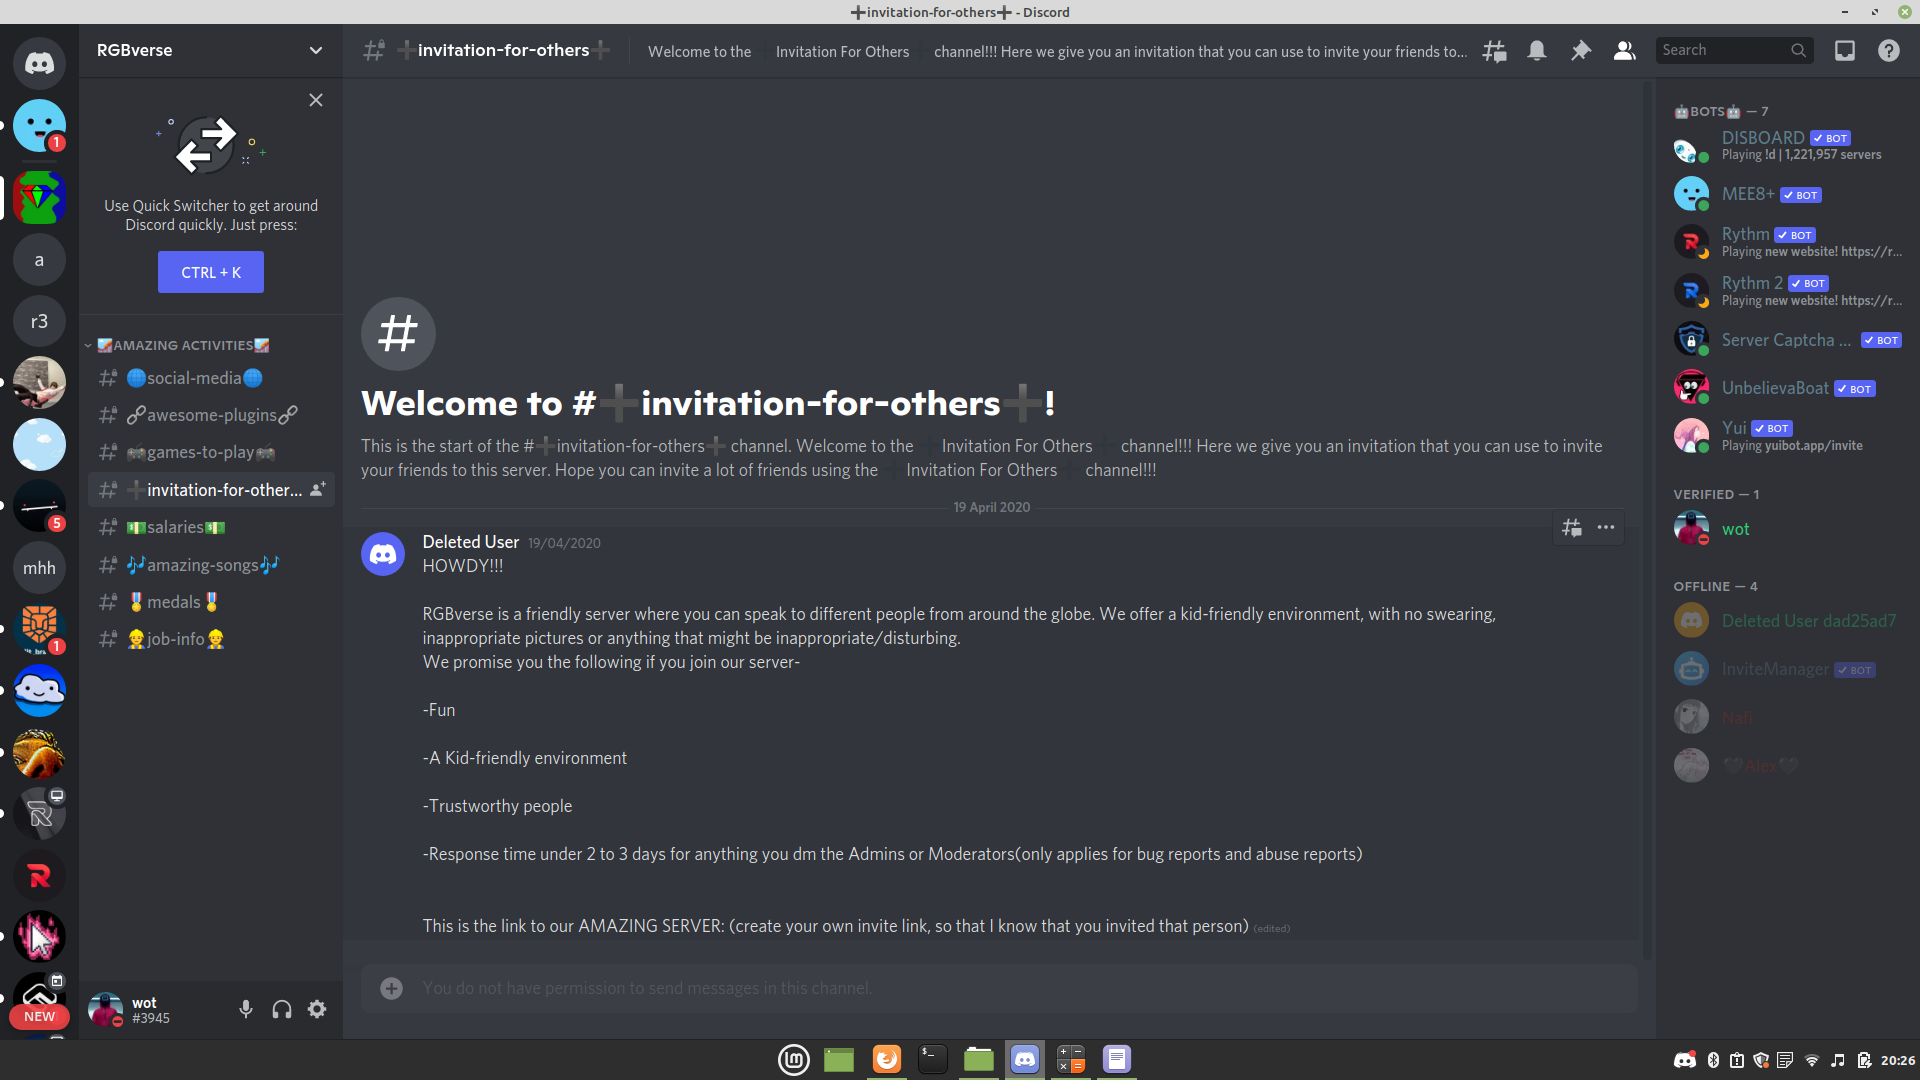 ➕invitation-for-others➕ - Discord
RGBverse
➕invitation-for-others➕
Welcome to the ➕ Invitation For Others ➕ channel!!! Here we give you an invitation that you can use to invite your friends to...
Search
1
Use Quick Switcher to get around
Discord quickly. Just press:
CTRL + K
a
r3
5
mhh
1
NEW
AMAZING ACTIVITIES
🌐social-media🌐
🔗awesome-plugins🔗
🎮games-to-play🎮
➕invitation-for-other...
💵salaries💵
🎶amazing-songs🎶
🎖️medals🎖️
👷job-info👷
wot
#3945
Welcome to #➕invitation-for-others➕!
This is the start of the #➕invitation-for-others➕ channel. Welcome to the ➕ Invitation For Others ➕ channel!!! Here we give you an invitation that you can use to invite
your friends to this server. Hope you can invite a lot of friends using the ➕ Invitation For Others ➕ channel!!!
19 April 2020
Deleted User 19/04/2020
HOWDY!!!
RGBverse is a friendly server where you can speak to different people from around the globe. We offer a kid-friendly environment, with no swearing,
inappropriate pictures or anything that might be inappropriate/disturbing.
We promise you the following if you join our server-
-Fun
-A Kid-friendly environment
-Trustworthy people
-Response time under 2 to 3 days for anything you dm the Admins or Moderators(only applies for bug reports and abuse reports)
This is the link to our AMAZING SERVER: (create your own invite link, so that I know that you invited that person) (edited)
You do not have permission to send messages in this channel.
🤖BOTS🤖 — 7
DISBOARD BOT
Playing !d | 1,221,957 servers
MEE8+ BOT
Rythm BOT
Playing new website! https://r...
Rythm 2 BOT
Playing new website! https://r...
Server Captcha ... BOT
UnbelievaBoat BOT
Yui BOT
Playing yuibot.app/invite
VERIFIED — 1
wot
OFFLINE — 4
Deleted User dad25ad7
InviteManager BOT
Nafi
🖤Alex🖤
20:26